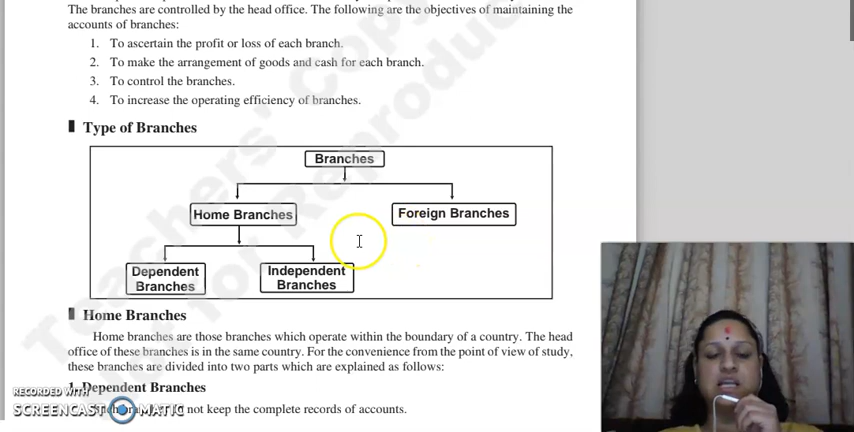 The branches are controlled by the head office. The following are the objectives of maintaining the
accounts of branches:
1. To ascertain the profit or loss of each branch.
2. To make the arrangement of goods and cash for each branch.
3. To control the branches.
4. To increase the operating efficiency of branches.
Type of Branches
Branches
Home Branches
Foreign Branches
Dependent
Branches
Independent
Branches
Home Branches
Home branches are those branches which operate within the boundary of a country. The head
office of these branches is in the same country. For the convenience from the point of view of study,
these branches are divided into two parts which are explained as follows:
1. Dependent Branches
not keep the complete records of accounts.
RECORDED WITH
SCREENCAST MATIC
Teachers' Copy
Not for Reproduc